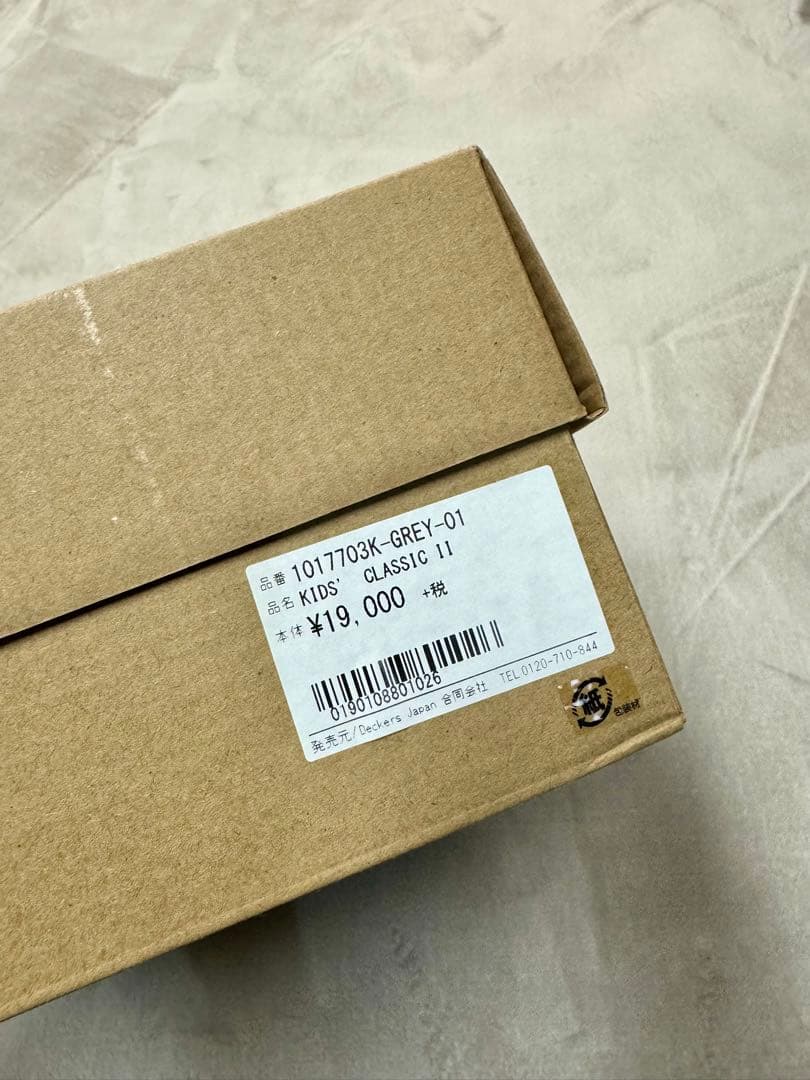 品番 1017703K-GREY-01
品名 KIDS' CLASSIC II
本体 ¥19,000 +税
0190108801026
発売元/Deckers Japan 合同会社 TEL 0120-710-844
紙
包装材